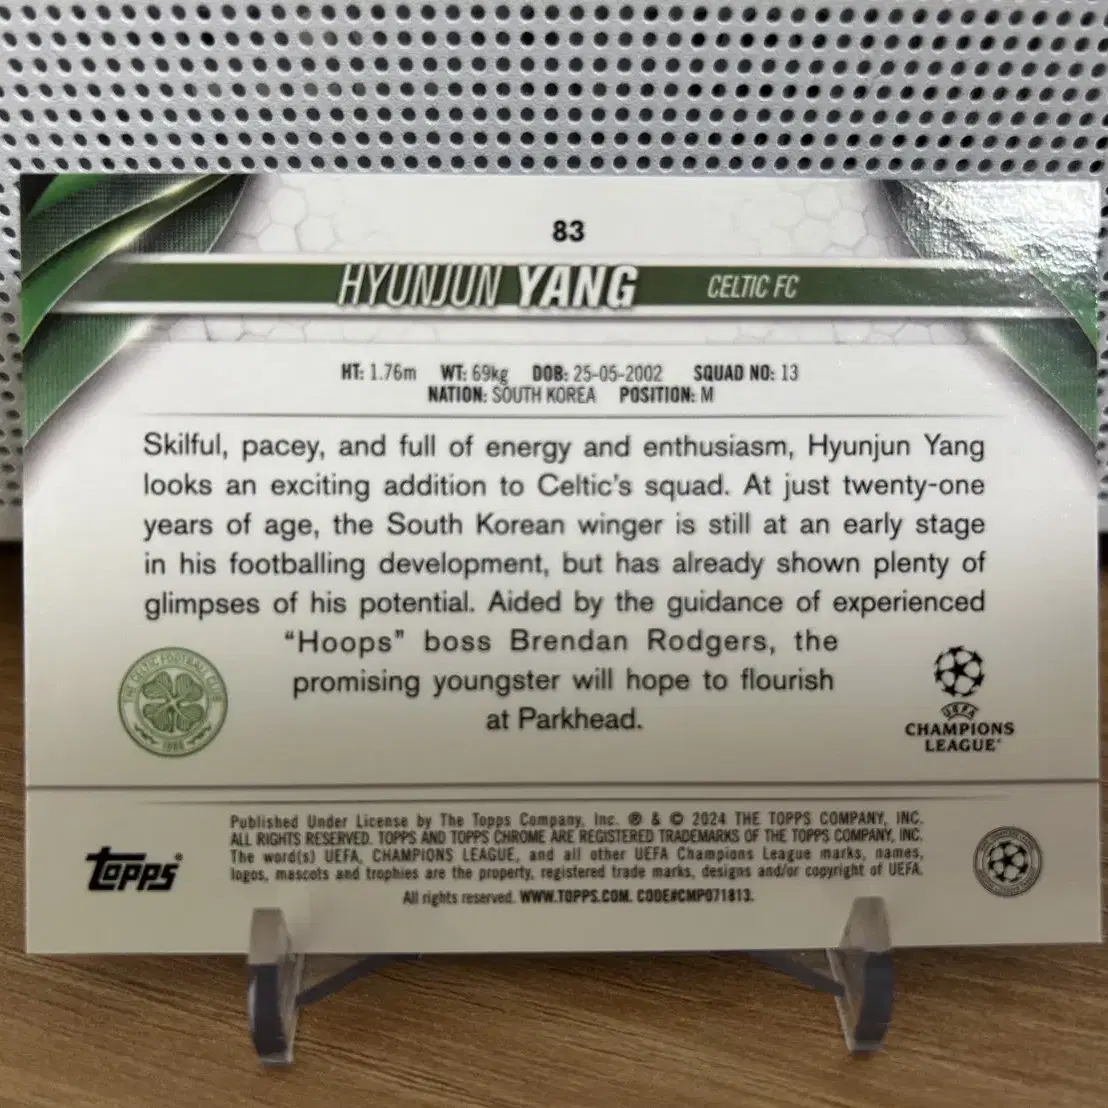 83
HYUNJUN YANG CELTIC FC
HT: 1.76m WT: 69kg DOB: 25-05-2002 SQUAD NO: 13
NATION: SOUTH KOREA POSITION: M
Skilful, pacey, and full of energy and enthusiasm, Hyunjun Yang
looks an exciting addition to Celtic's squad. At just twenty-one
years of age, the South Korean winger is still at an early stage
in his footballing development, but has already shown plenty of
glimpses of his potential. Aided by the guidance of experienced
“Hoops” boss Brendan Rodgers, the
promising youngster will hope to flourish
at Parkhead.
THE CELTIC FOOTBALL CLUB
1888
UEFA
CHAMPIONS
LEAGUE®
topps®
Published Under License by The Topps Company, Inc. ® & © 2024 THE TOPPS COMPANY, INC.
ALL RIGHTS RESERVED. TOPPS AND TOPPS CHROME ARE REGISTERED TRADEMARKS OF THE TOPPS COMPANY, INC.
The word(s) UEFA, CHAMPIONS LEAGUE, and all other UEFA Champions League marks, names,
logos, mascots and trophies are the property, registered trade marks, designs and/or copyright of UEFA.
All rights reserved. WWW.TOPPS.COM. CODE#CMP071813.